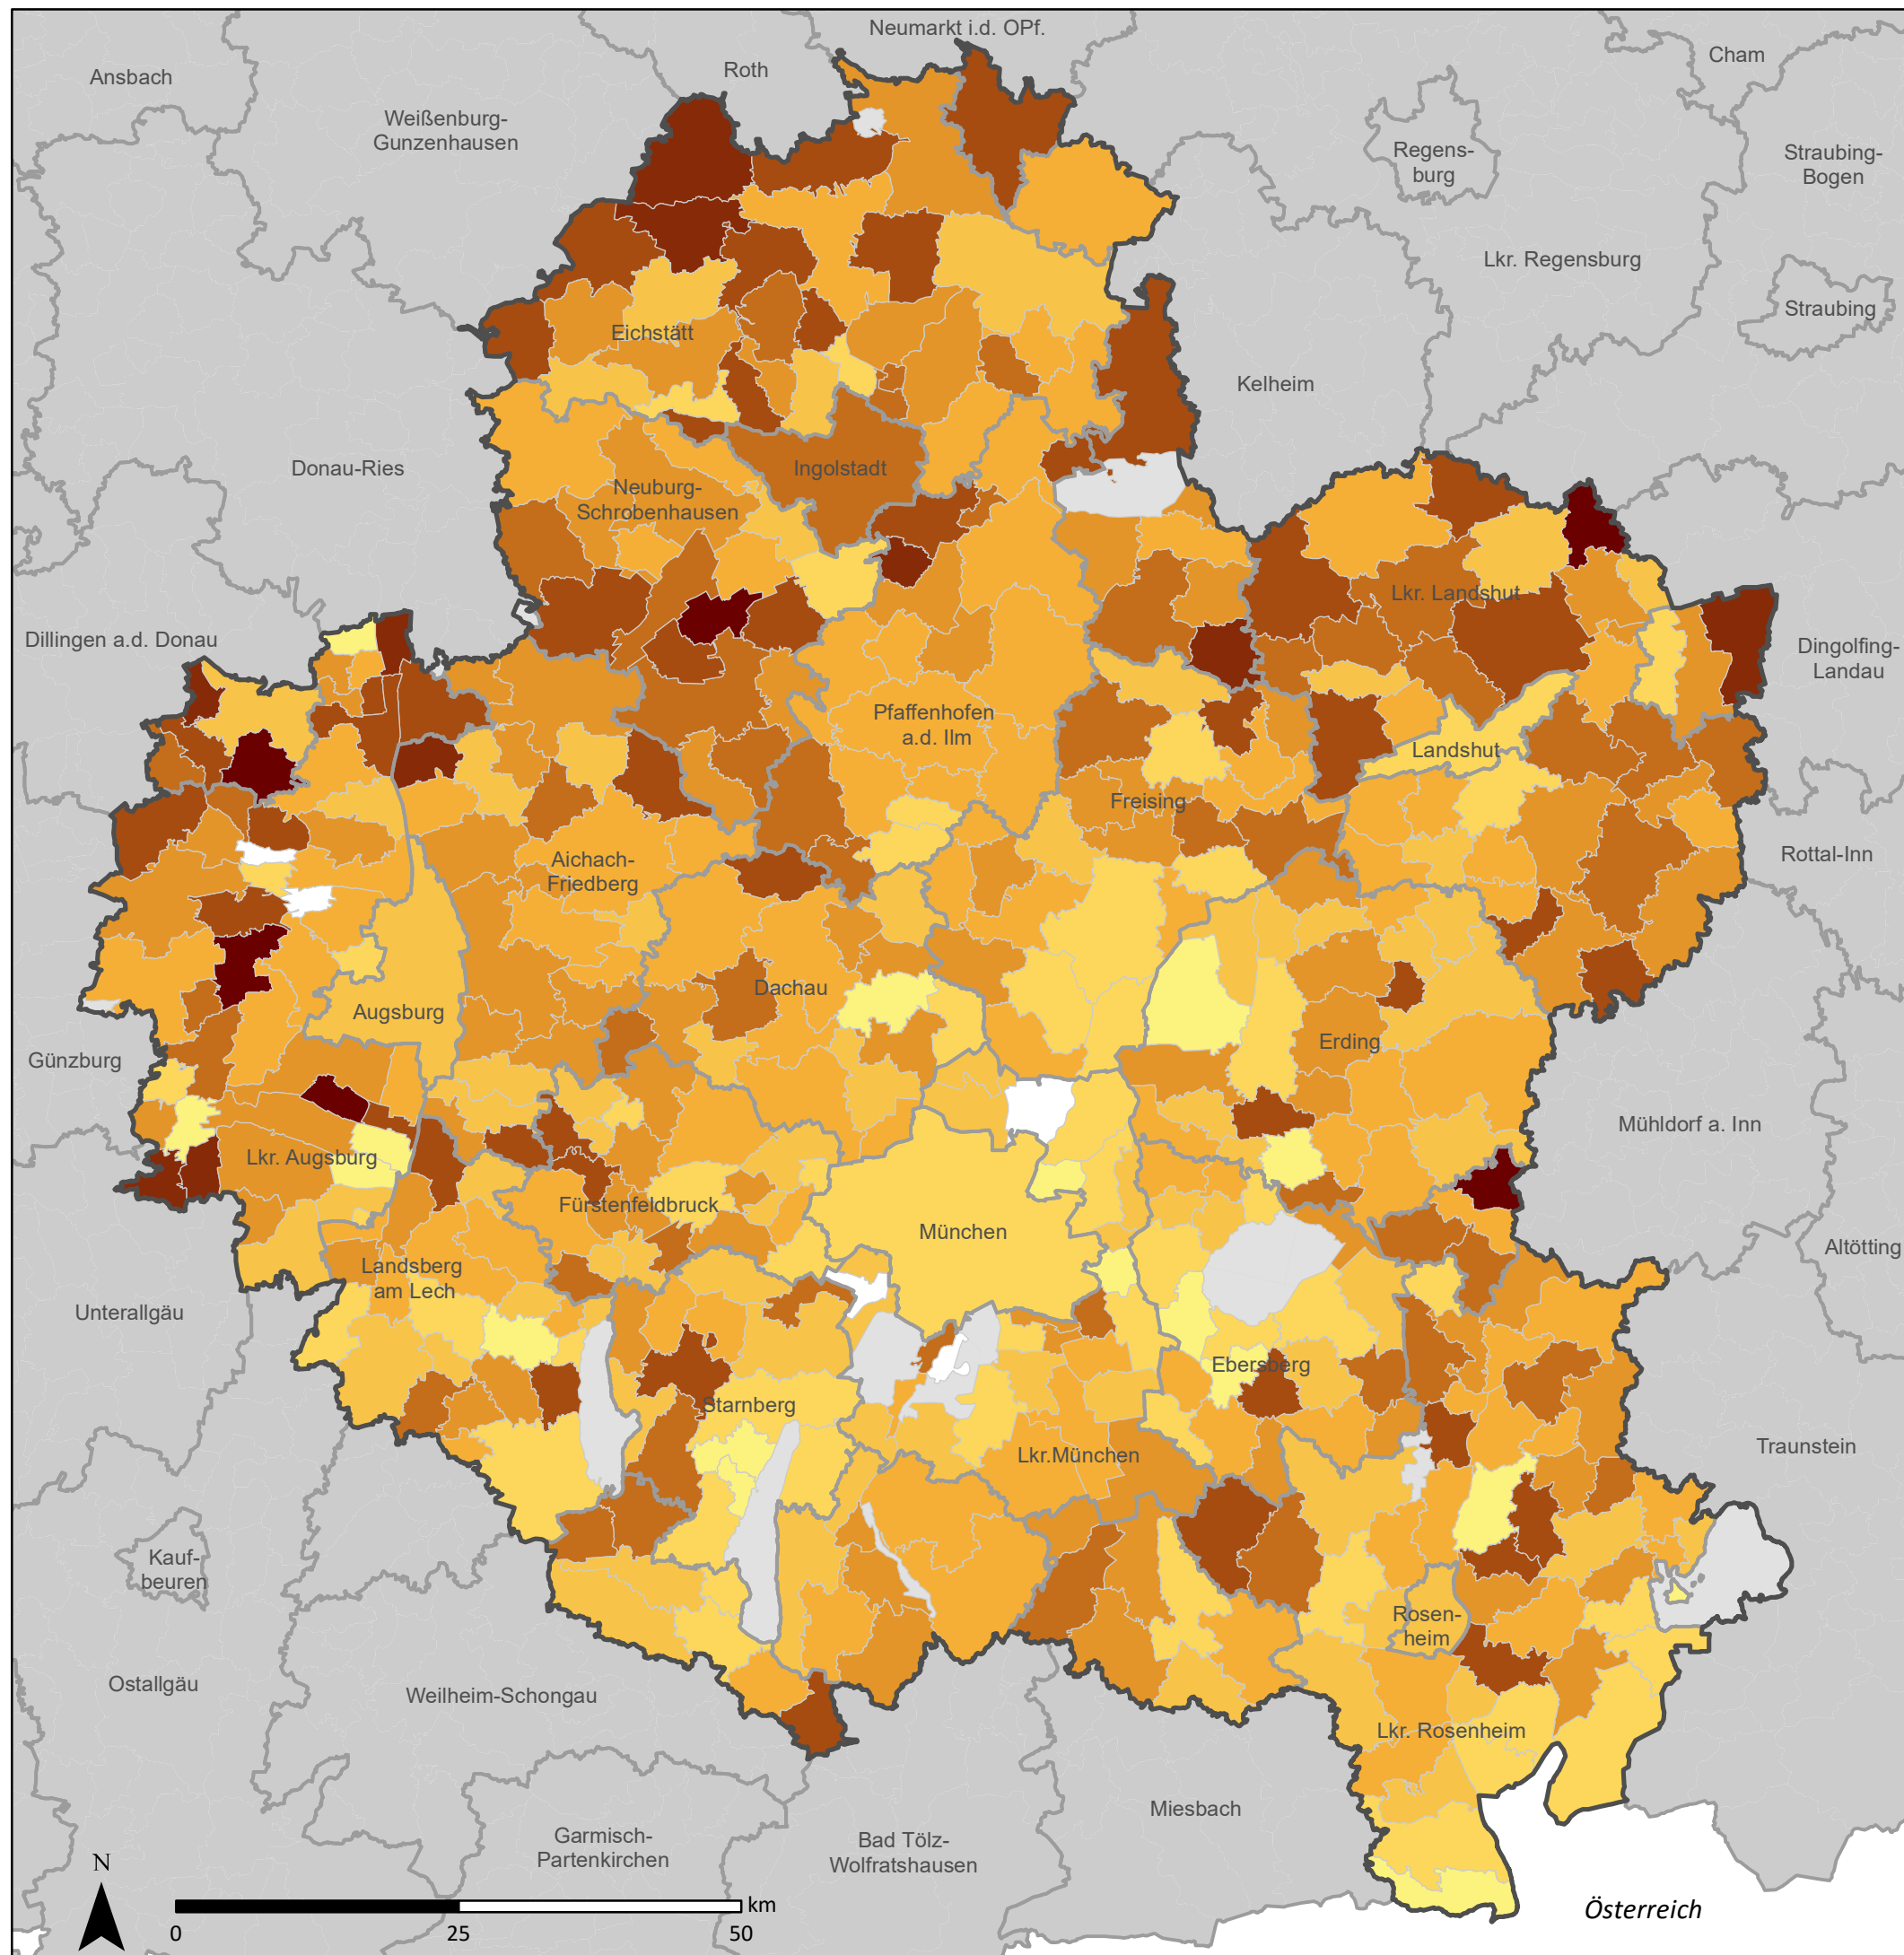 Neumarkt i.d. OPf.
Cham
Ansbach
Roth
Weißenburg-
Gunzenhausen
Regens-
burg
Straubing-
Bogen
Lkr. Regensburg
Straubing
Eichstätt
Kelheim
Donau-Ries
Ingolstadt
Neuburg-
Schrobenhausen
Lkr. Landshut
Dillingen a.d. Donau
Dingolfing-
Landau
Pfaffenhofen
a.d. Ilm
Landshut
Freising
Aichach-
Friedberg
Rottal-Inn
Dachau
Augsburg
Erding
Günzburg
Mühldorf a. Inn
Lkr. Augsburg
Fürstenfeldbruck
München
Altötting
Landsberg
am Lech
Unterallgäu
Ebersberg
Starnberg
Lkr.München
Traunstein
Kauf-
beuren
Rosen-
heim
Ostallgäu
Weilheim-Schongau
Lkr. Rosenheim
Miesbach
Garmisch-
Partenkirchen
Bad Tölz-
Wolfratshausen
N
km
0
25
50
Österreich